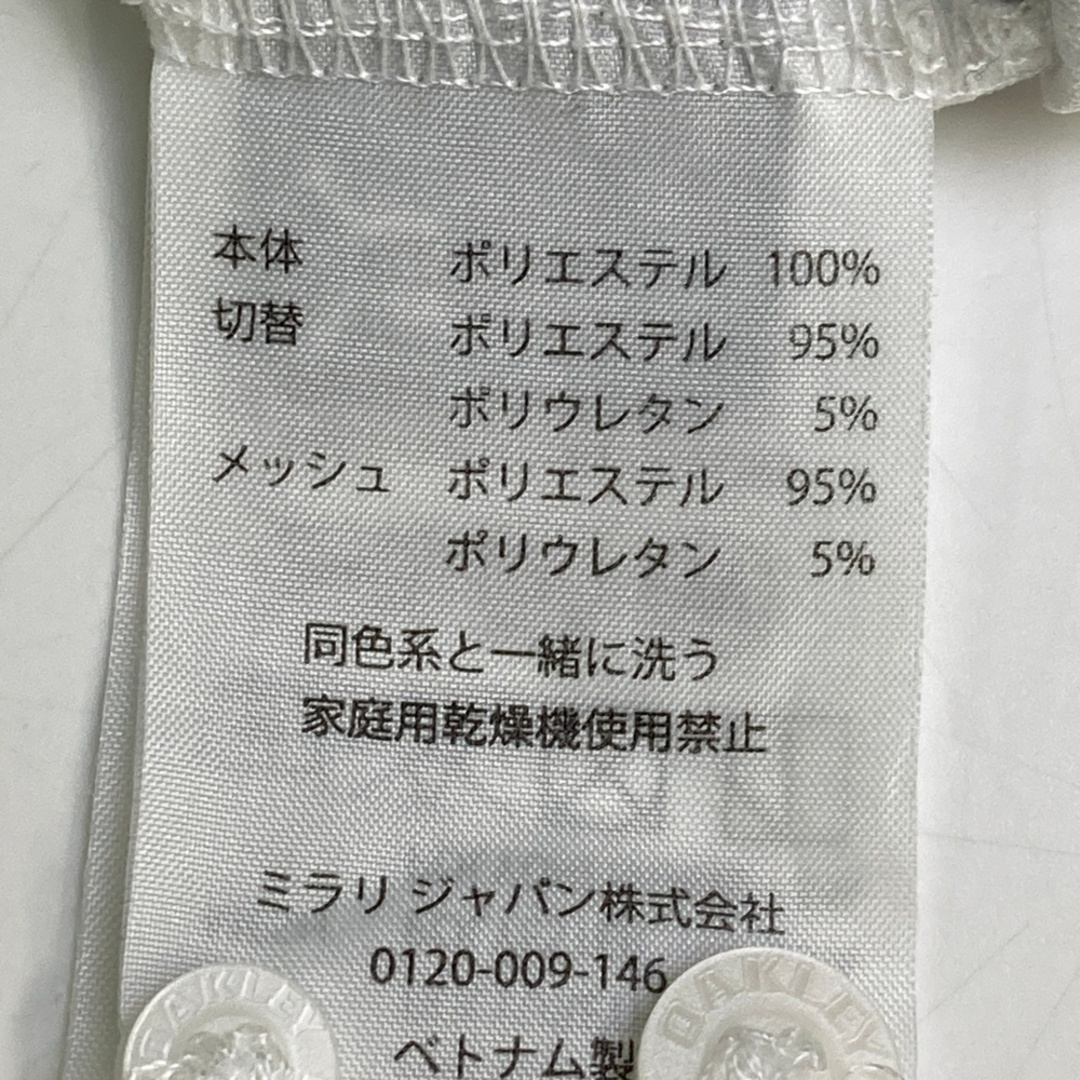 本体 ポリエステル 100%
切替 ポリエステル 95%
ポリウレタン 5%
メッシュ ポリエステル 95%
ポリウレタン 5%
同色系と一緒に洗う
家庭用乾燥機使用禁止
ミラリ ジャパン株式会社
0120-009-146
OAKLEY
OAKLEY
ベトナム製